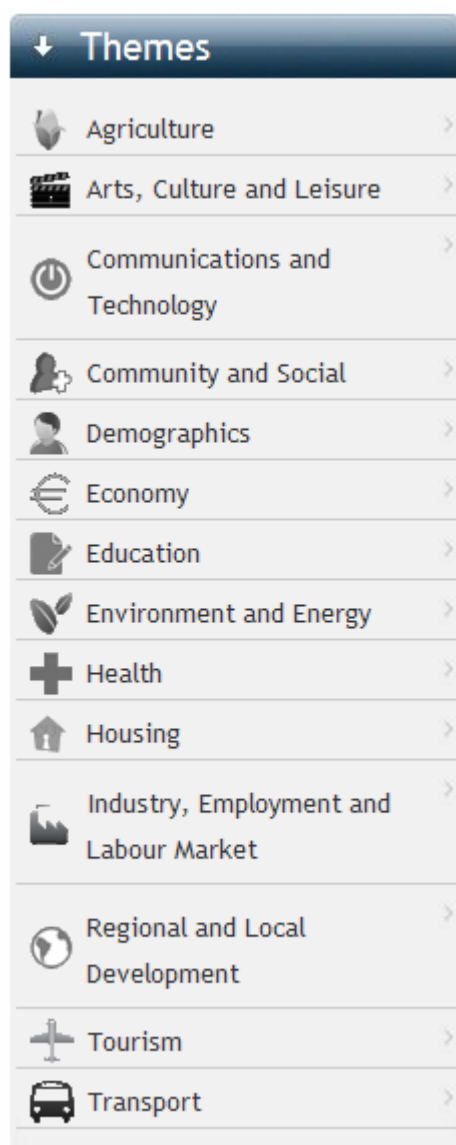 Themes
Agriculture
Arts, Culture and Leisure
Communications and
Technology
Community and Social
Demographics
Economy
Education
Environment and Energy
Health
Housing
Industry, Employment and
Labour Market
Regional and Local
Development
Tourism
Transport